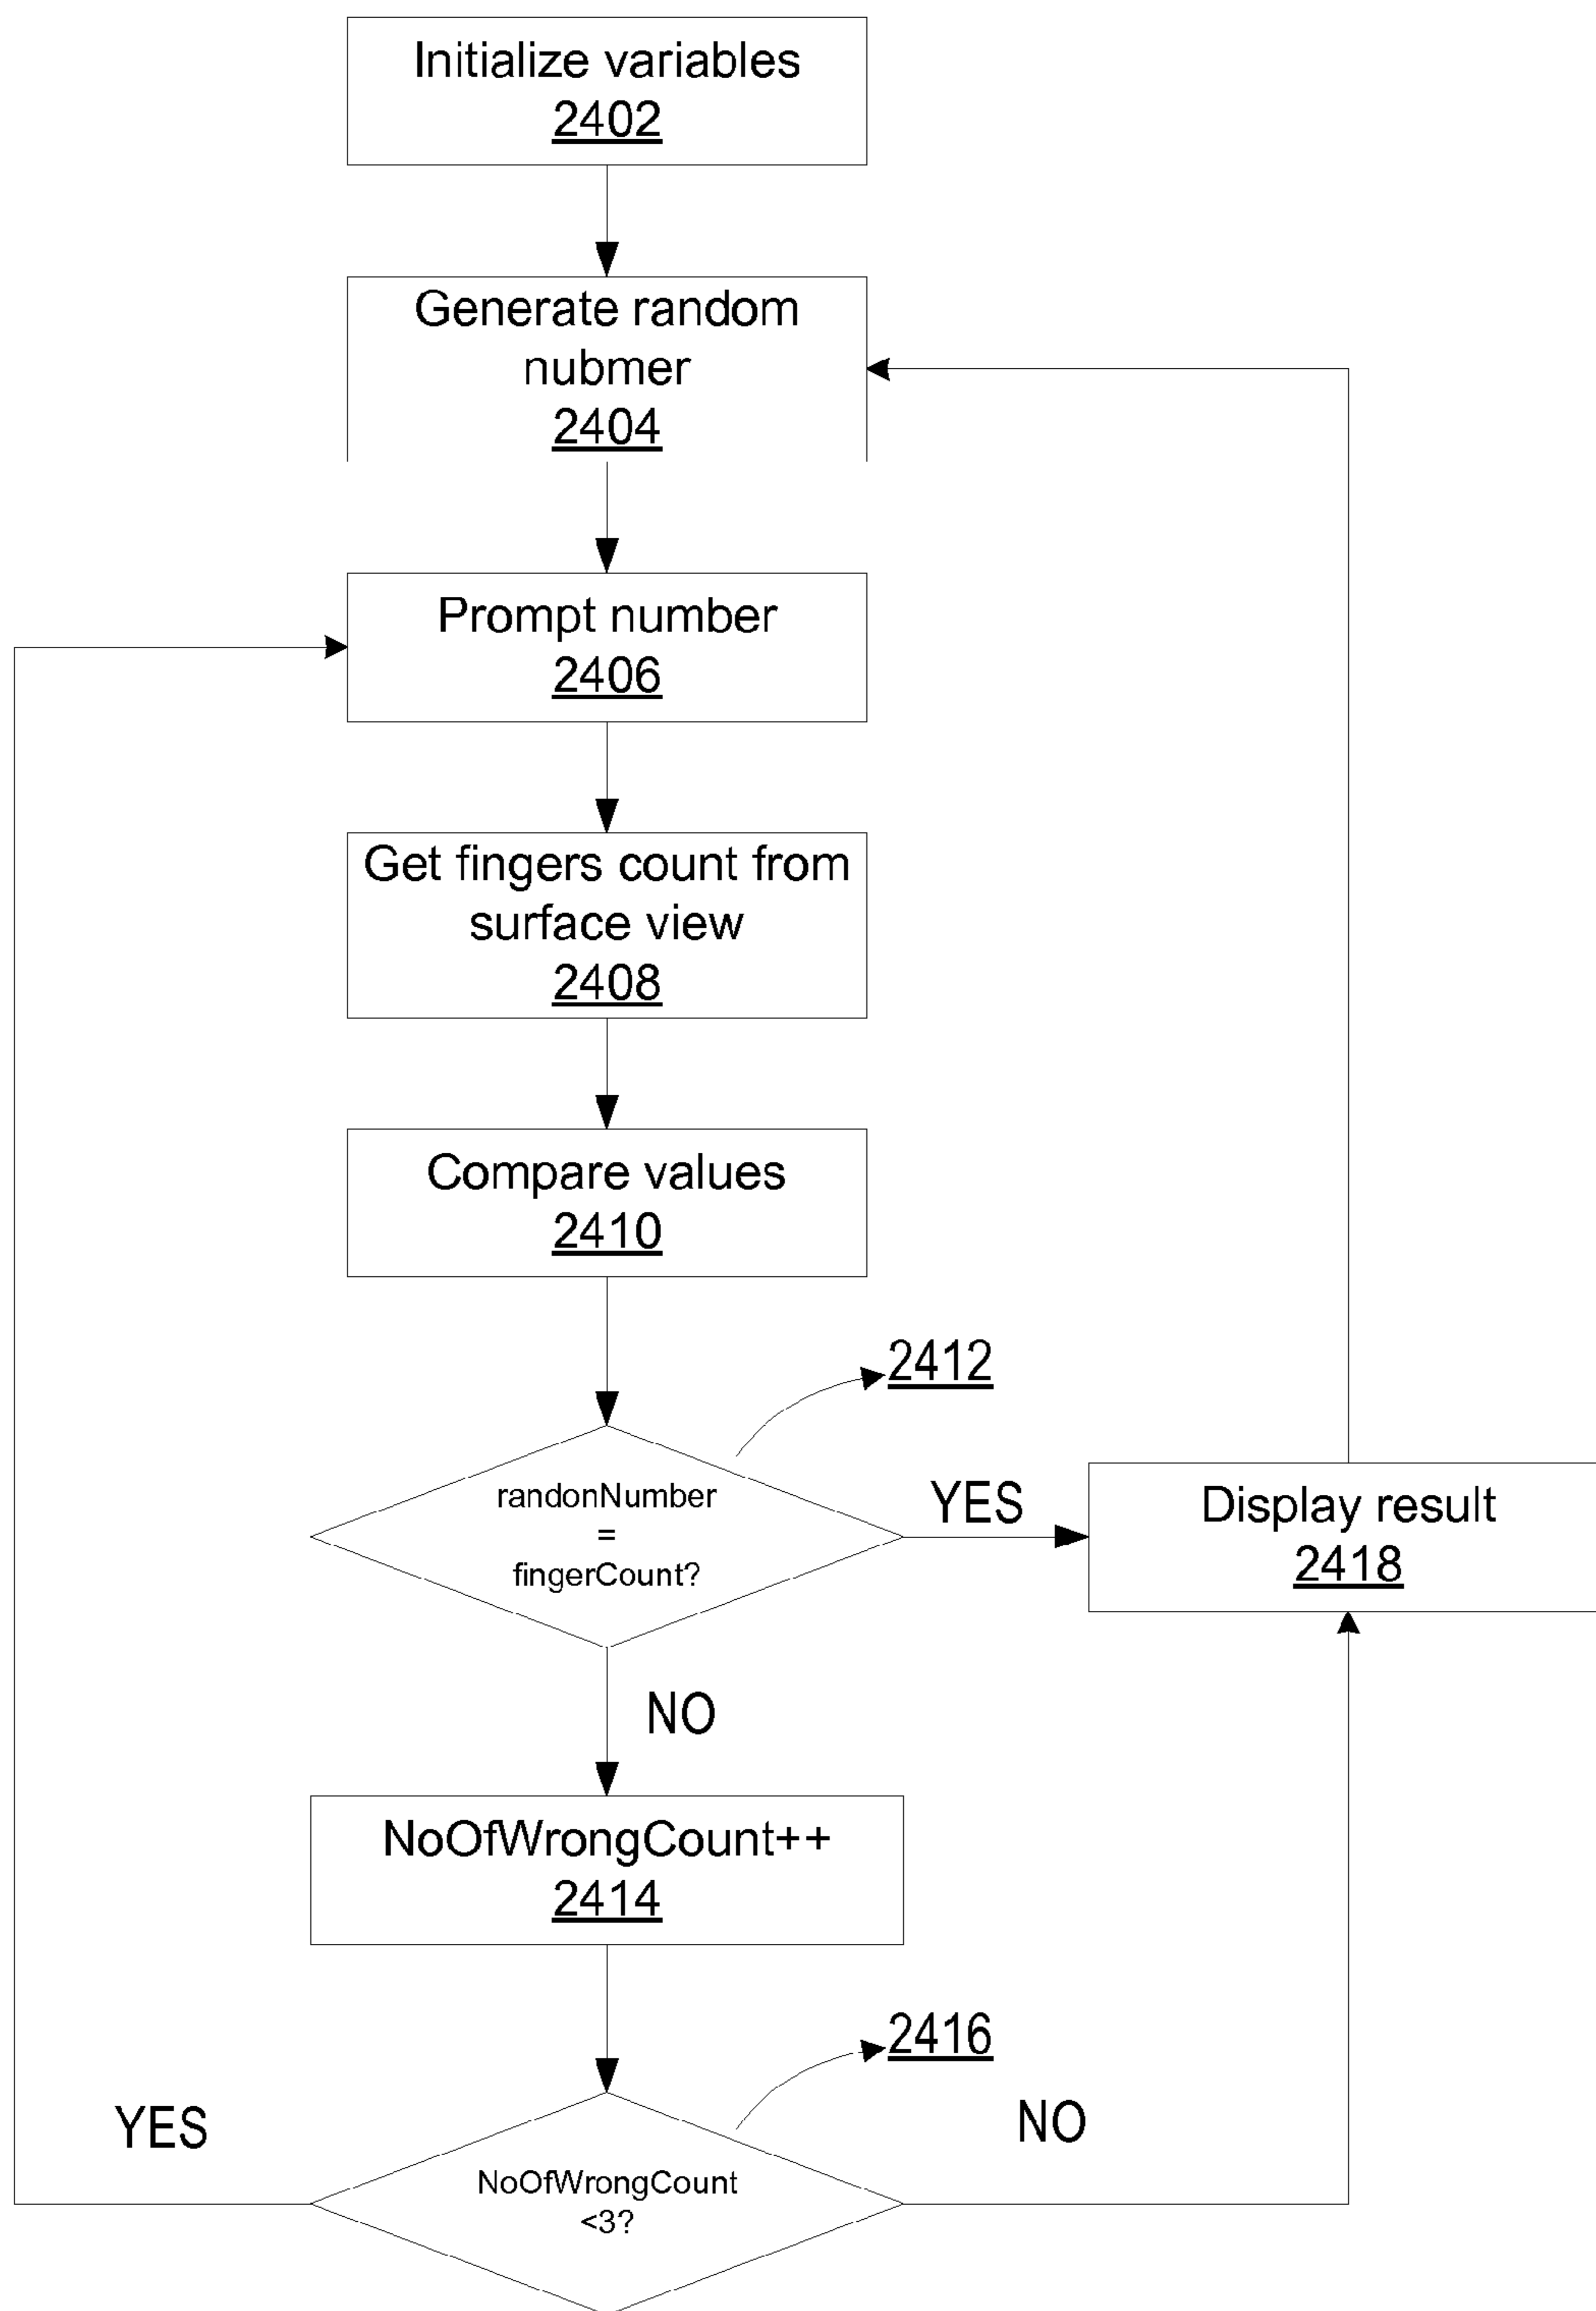 Initialize variables
2402
Generate random
nubmer
2404
Prompt number
2406
Get fingers count from
surface view
2408
Compare values
2410
2412
randonNumber
=
fingerCount?
YES
Display result
2418
NO
NoOfWrongCount++
2414
2416
YES
NO
NoOfWrongCount
<3?